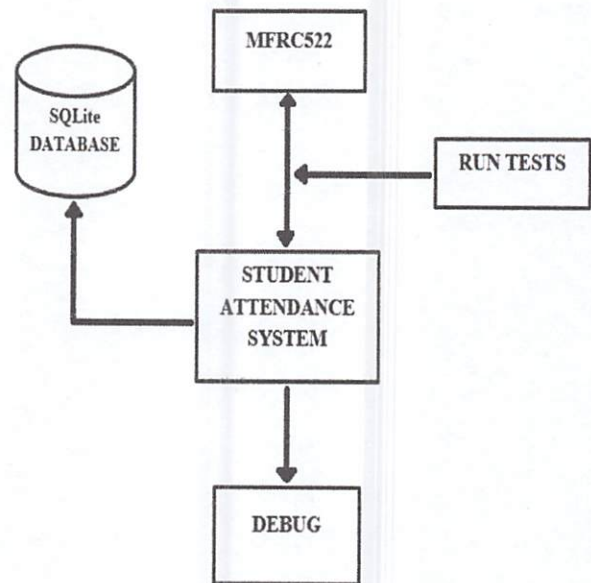 MFRC522
SQLite
DATABASE
RUN TESTS
STUDENT
ATTENDANCE
SYSTEM
DEBUG